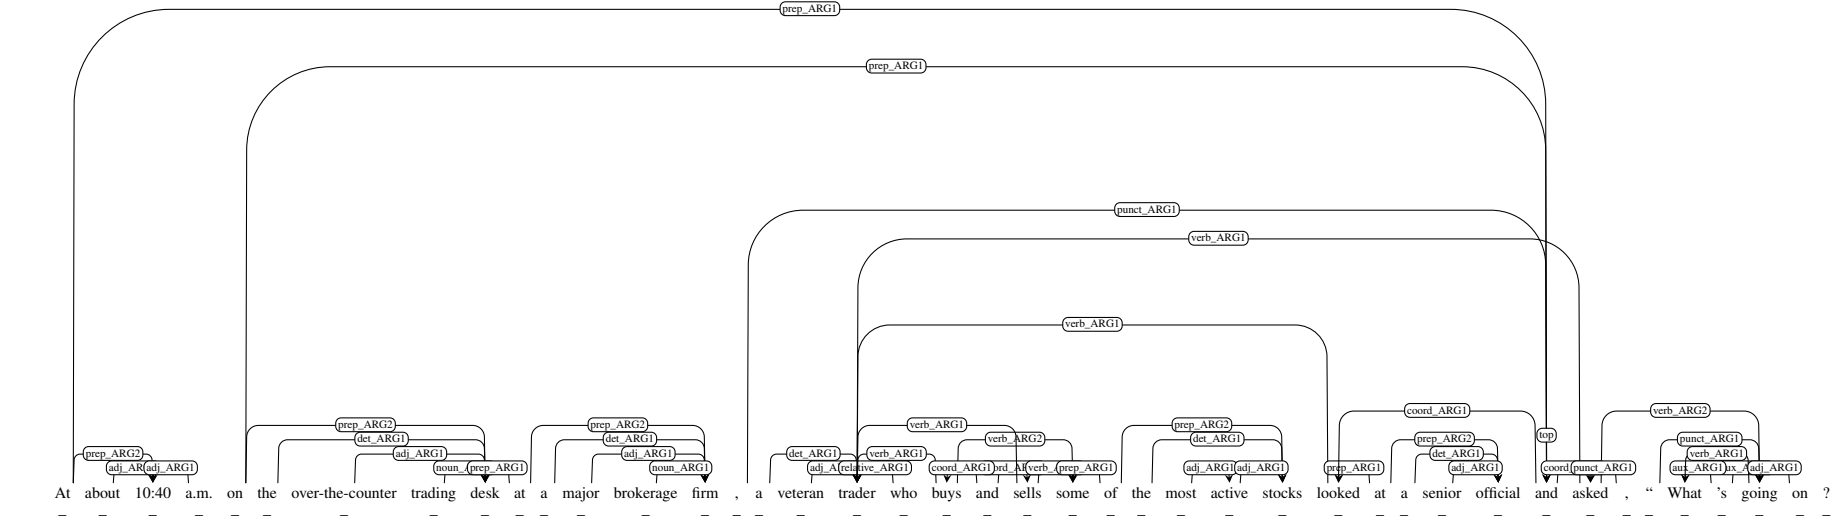 prep_ARG1
prep_ARG1
punct_ARG1
verb_ARG1
verb_ARG1
coord_ARG1 verb_ARG2
prep_ARG2 prep_ARG2 verb_ARG1 prep_ARG2 top
det_ARG1 det_ARG1 verb_ARG2 det_ARG1 prep_ARG2 punct_ARG1
prep_ARG2 adj_ARG1 adj_ARG1 det_ARG1 verb_ARG1 det_ARG1 verb_ARG1
adj_ARG1 prep_ARG1 noun_ARG1 relative_ARG1 coord_ARG1 prep_ARG1 adj_ARG1 adj_ARG1 prep_ARG1 adj_ARG1 coord punct_ARG1 aux_ARG1 adj_ARG1
At about 10:40 a.m. on the over-the-counter trading desk at a major brokerage firm , a veteran trader who buys and sells some of the most active stocks looked at a senior official and asked , “ What ’s going on ?